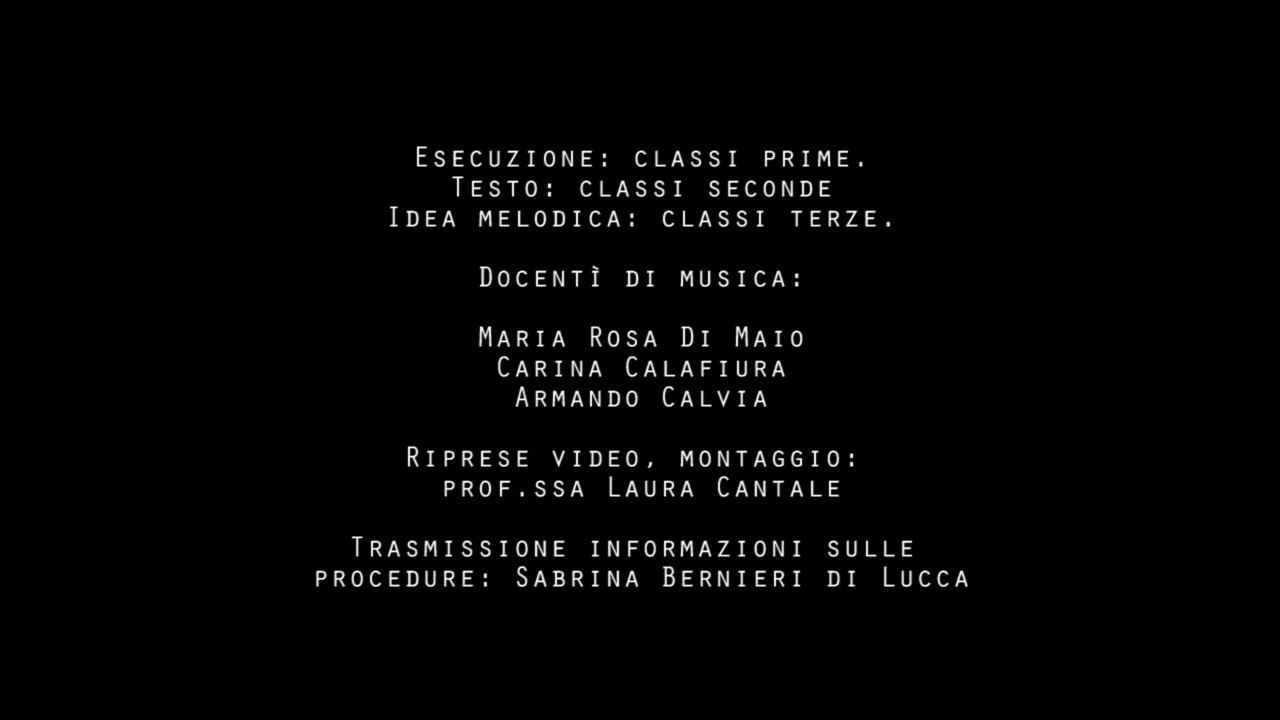 Esecuzione: classi prime.
Testo: classi seconde
Idea melodica: classi terze.
Docentì di musica:
Maria Rosa Di Maio
Carina Calafiura
Armando Calvia
Riprese video, montaggio:
prof.ssa Laura Cantale
Trasmissione informazioni sulle
procedure: Sabrina Bernieri di Lucca